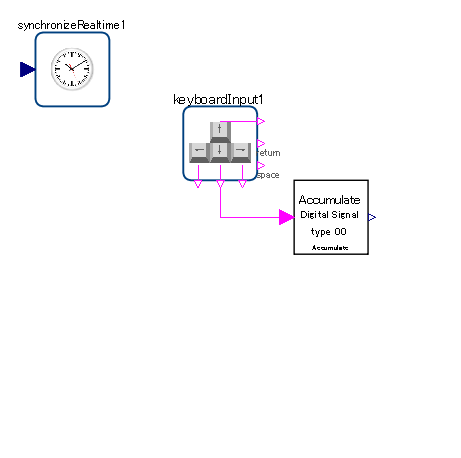 synchronizeRealtime1
keyboardInput1
return
space
Accumulate
Digital Signal
type 00
Accumulate